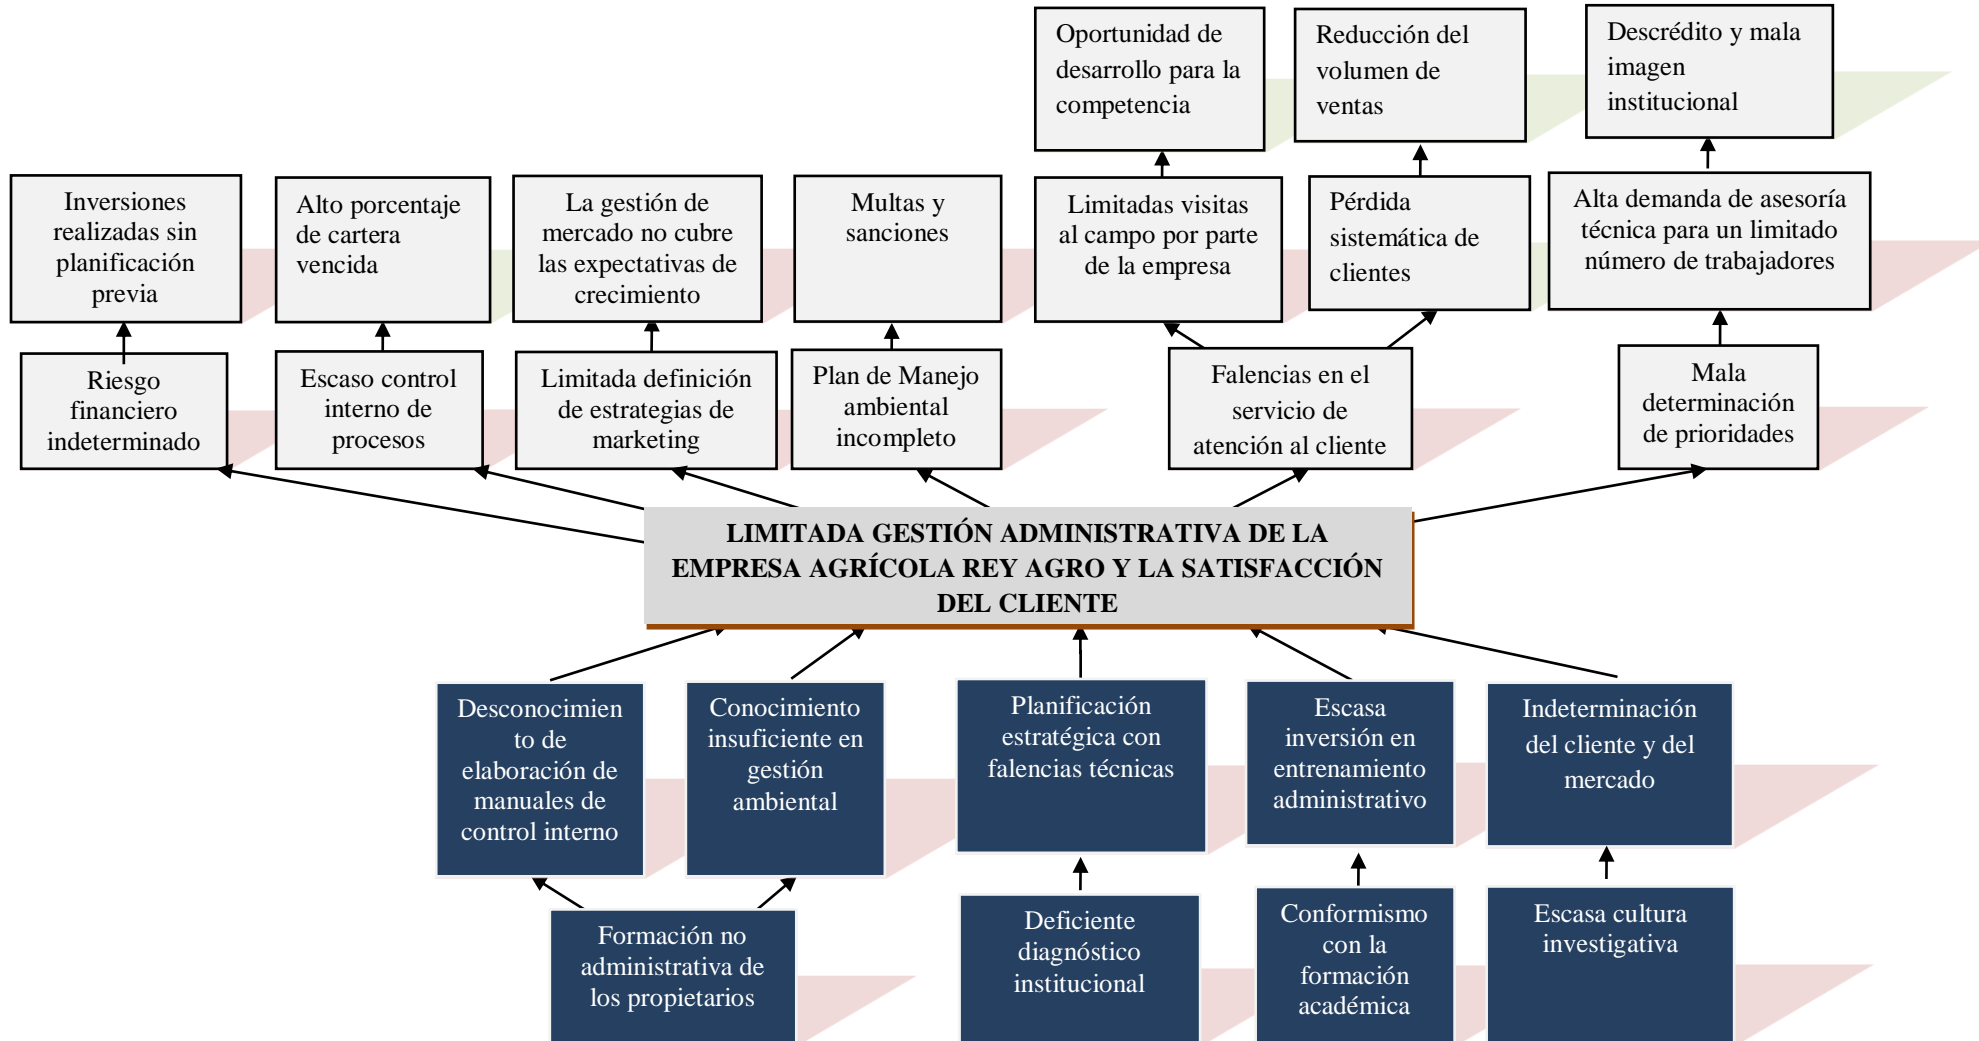 Oportunidad de
desarrollo para la
competencia
Reducción del
volumen de
ventas
Descrédito y mala
imagen
institucional
Inversiones
realizadas sin
planificación
previa
Alto porcentaje
de cartera
vencida
La gestión de
mercado no cubre
las expectativas de
crecimiento
Multas y
sanciones
Limitadas visitas
al campo por parte
de la empresa
Pérdida
sistemática de
clientes
Alta demanda de asesoría
técnica para un limitado
número de trabajadores
Riesgo
financiero
indeterminado
Escaso control
interno de
procesos
Limitada definición
de estrategias de
marketing
Plan de Manejo
ambiental
incompleto
Falencias en el
servicio de
atención al cliente
Mala
determinación
de prioridades
LIMITADA GESTIÓN ADMINISTRATIVA DE LA
EMPRESA AGRÍCOLA REY AGRO Y LA SATISFACCIÓN
DEL CLIENTE
Desconocimien
to de
elaboración de
manuales de
control interno
Conocimiento
insuficiente en
gestión
ambiental
Planificación
estratégica con
falencias técnicas
Escasa
inversión en
entrenamiento
administrativo
Indeterminación
del cliente y del
mercado
Formación no
administrativa de
los propietarios
Deficiente
diagnóstico
institucional
Conformismo
con la
formación
académica
Escasa cultura
investigativa